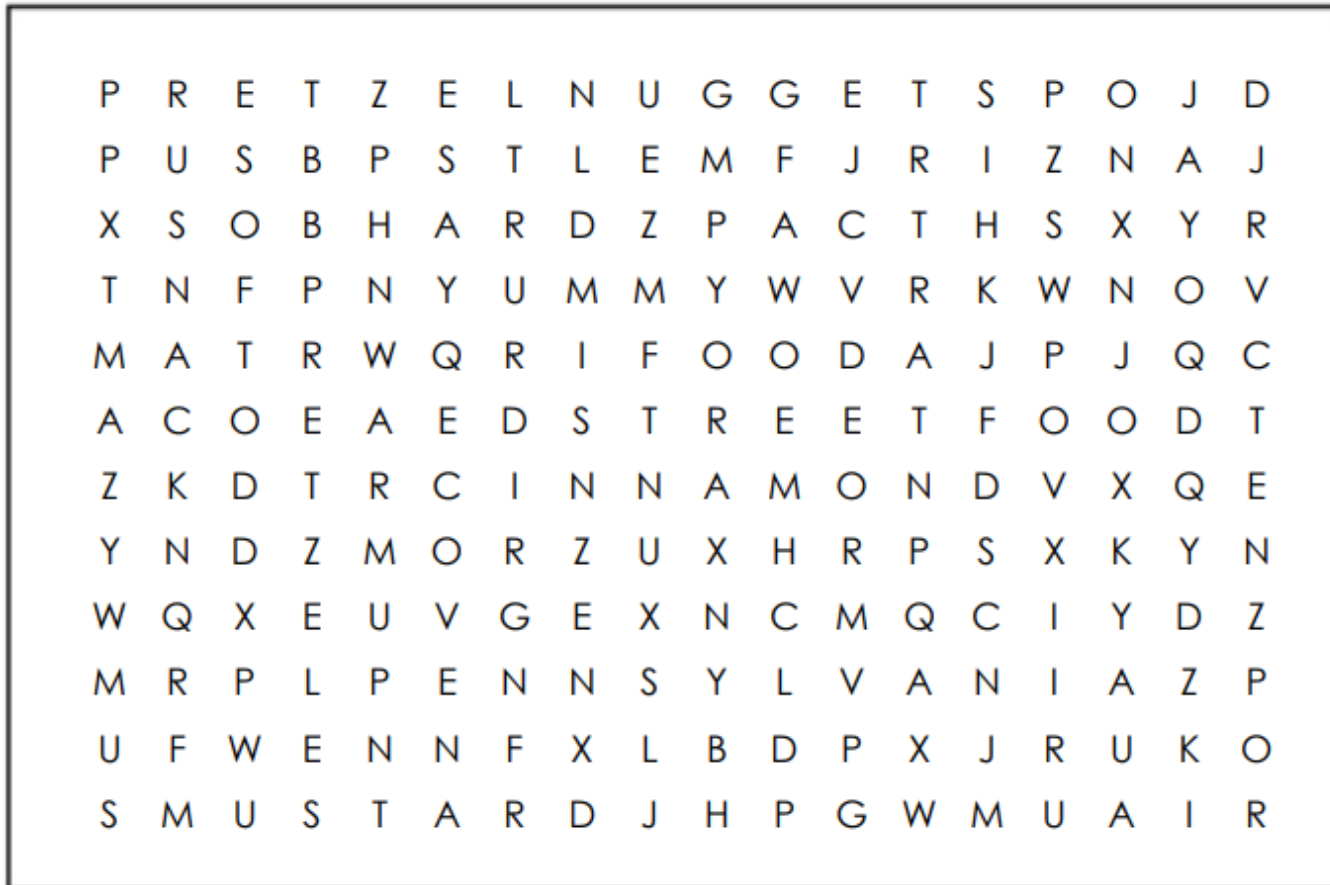 P R E T Z E L N U G G E T S P O J D
P U S B P S T L E M F J R I Z N A J
X S O B H A R D Z P A C T H S X Y R
T N F P N Y U M M Y W V R K W N O V
M A T R W Q R I F O O D A J P J Q C
A C O E A E D S T R E E T F O O D T
Z K D T R C I N N A M O N D V X Q E
Y N D Z M O R Z U X H R P S X K Y N
W Q X E U V G E X N C M Q C I Y D Z
M R P L P E N N S Y L V A N I A Z P
U F W E N N F X L B D P X J R U K O
S M U S T A R D J H P G W M U A I R